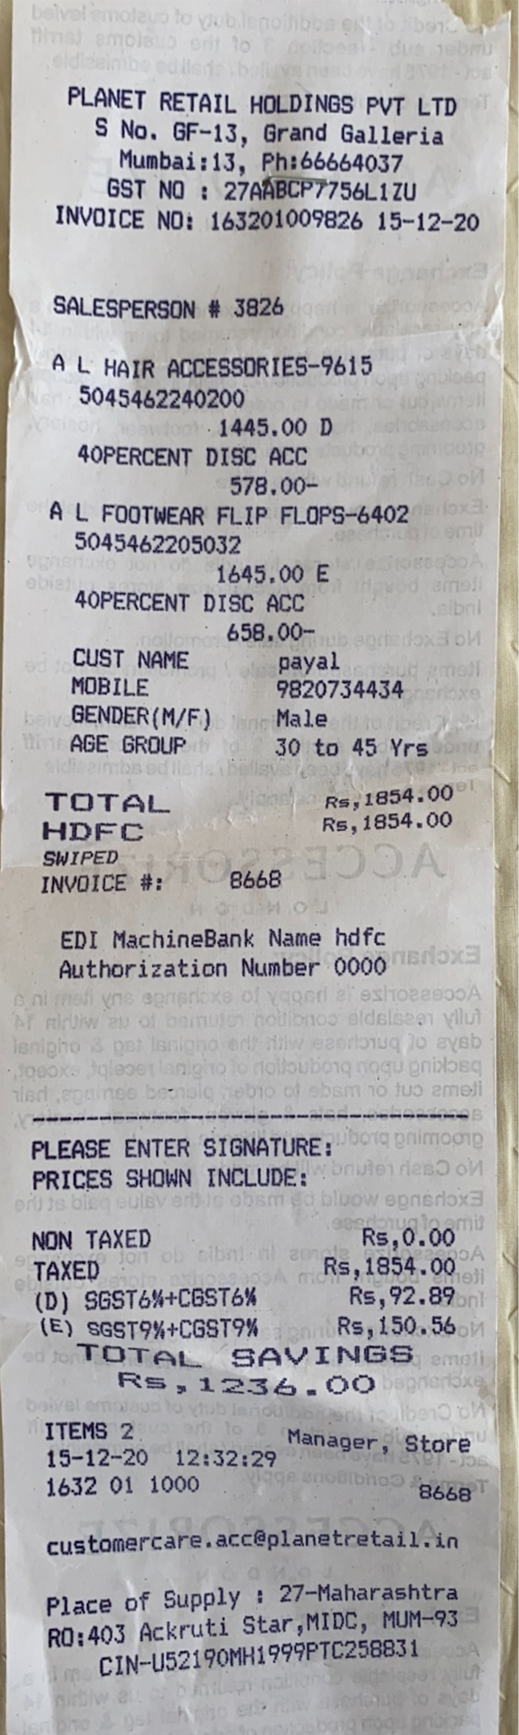 PLANET RETAIL HOLDINGS PVT LTD
S No. GF-13, Grand Galleria
Mumbai:13, Ph:66664037
GST NO : 27AABCP7756L1ZU
INVOICE NO: 163201009826 15-12-20
SALESPERSON # 3826
A L HAIR ACCESSORIES-9615
5045462240200
1445.00 D
40PERCENT DISC ACC
578.00-
A L FOOTWEAR FLIP FLOPS-6402
5045462205032
1645.00 E
40PERCENT DISC ACC
658.00-
CUST NAME payal
MOBILE 9820734434
GENDER(M/F) Male
AGE GROUP 30 to 45 Yrs
TOTAL Rs,1854.00
HDFC Rs,1854.00
SWIPED
INVOICE #: 8668
EDI MachineBank Name hdfc
Authorization Number 0000
PLEASE ENTER SIGNATURE:
PRICES SHOWN INCLUDE:
NON TAXED Rs,0.00
TAXED Rs,1854.00
(D) SGST6%+CGST6% Rs,92.89
(E) SGST9%+CGST9% Rs,150.56
TOTAL SAVINGS
Rs,1236.00
ITEMS 2 Manager, Store
15-12-20 12:32:29
1632 01 1000 8668
customercare.acc@planetretail.in
Place of Supply : 27-Maharashtra
RO:403 Ackruti Star,MIDC, MUM-93
CIN-U52190MH1999PTC258831